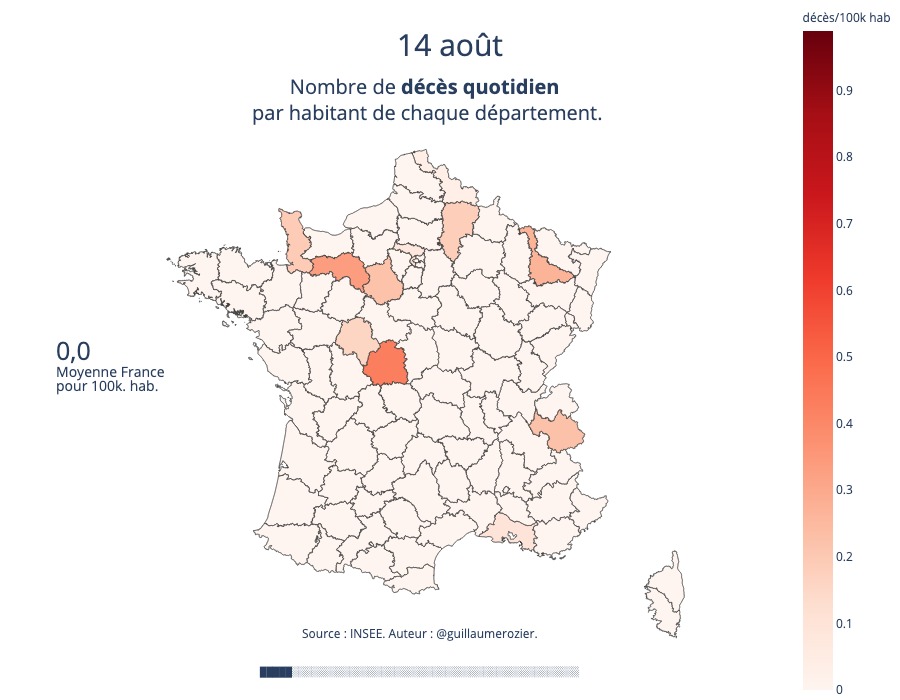 décès/100k hab
14 août
Nombre de décès quotidien
par habitant de chaque département.
0.9
0.8
0.7
0.6
0.5
0.4
0.3
0.2
0.1
0
0,0
Moyenne France
pour 100k. hab.
Source : INSEE. Auteur : @guillaumerozier.